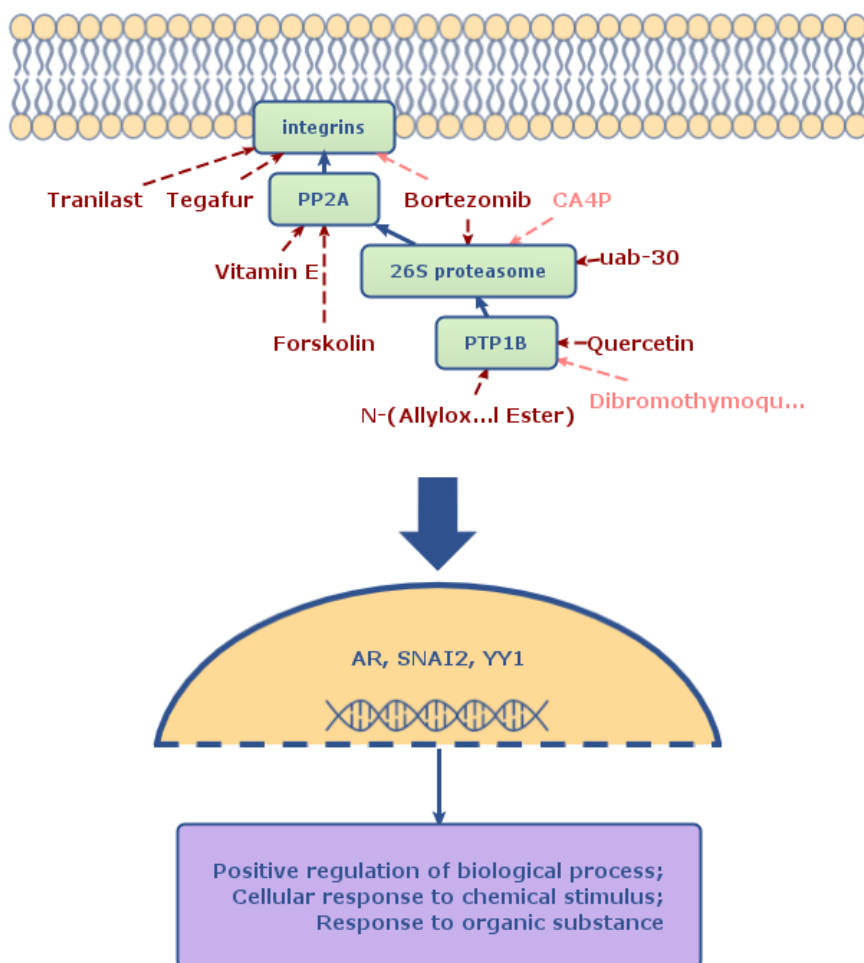 integrins
Tranilast
Tegafur
PP2A
Bortezomib
CA4P
Vitamin E
26S proteasome
uab-30
Forskolin
PTP1B
Quercetin
N-(Allylox...l Ester)
Dibromothymoqu...
AR, SNAI2, YY1
Positive regulation of biological process;
Cellular response to chemical stimulus;
Response to organic substance